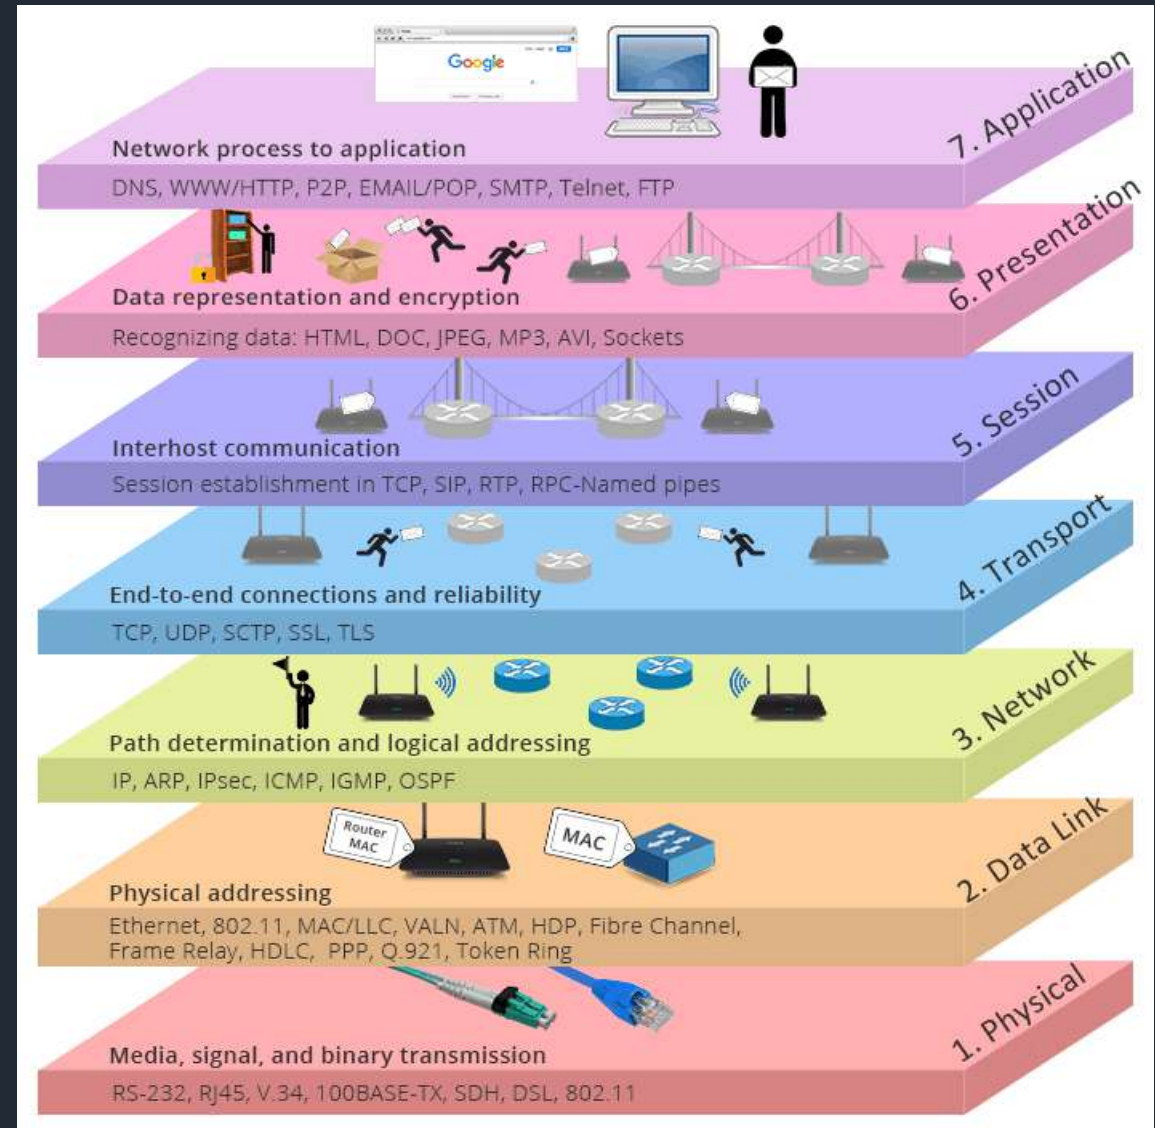 Google
7. Application
Network process to application
DNS, WWW/HTTP, P2P, EMAIL/POP, SMTP, Telnet, FTP
6. Presentation
Data representation and encryption
Recognizing data: HTML, DOC, JPEG, MP3, AVI, Sockets
5. Session
Interhost communication
Session establishment in TCP, SIP, RTP, RPC-Named pipes
4. Transport
End-to-end connections and reliability
TCP, UDP, SCTP, SSL, TLS
3. Network
Path determination and logical addressing
IP, ARP, IPsec, ICMP, IGMP, OSPF
Router
MAC
MAC
2. Data Link
Physical addressing
Ethernet, 802.11, MAC/LLC, VALN, ATM, HDP, Fibre Channel,
Frame Relay, HDLC, PPP, Q.921, Token Ring
1. Physical
Media, signal, and binary transmission
RS-232, RJ45, V.34, 100BASE-TX, SDH, DSL, 802.11